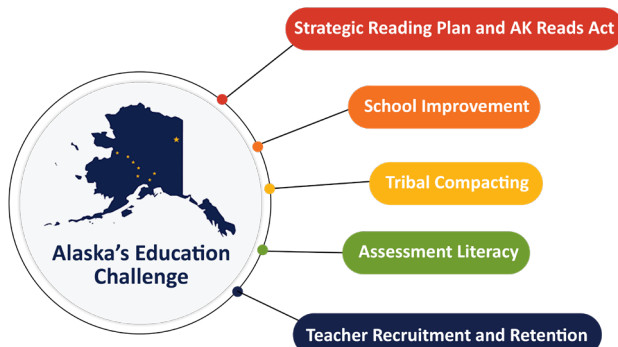 Strategic Reading Plan and AK Reads Act
School Improvement
Tribal Compacting
Alaska's Education
Challenge
Assessment Literacy
Teacher Recruitment and Retention